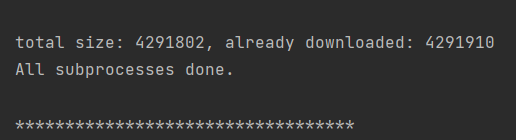 total size: 4291802, already downloaded: 4291910
All subprocesses done.
**********************************